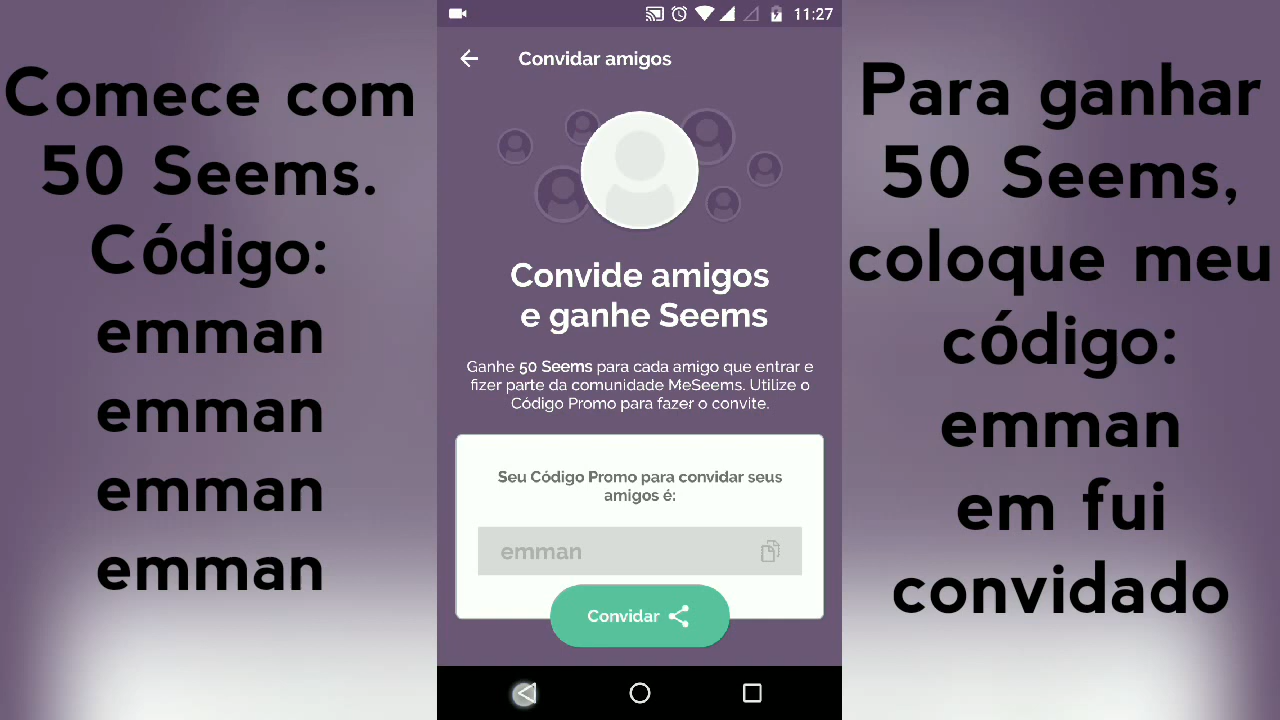 Comece com
50 Seems.
Código:
emman
emman
emman
emman
11:27
Convidar amigos
Convide amigos
e ganhe Seems
Ganhe 50 Seems para cada amigo que entrar e
fizer parte da comunidade MeSeems. Utilize o
Código Promo para fazer o convite.
Seu Código Promo para convidar seus
amigos é:
emman
Convidar
Para ganhar
50 Seems,
coloque meu
código:
emman
em fui
convidado